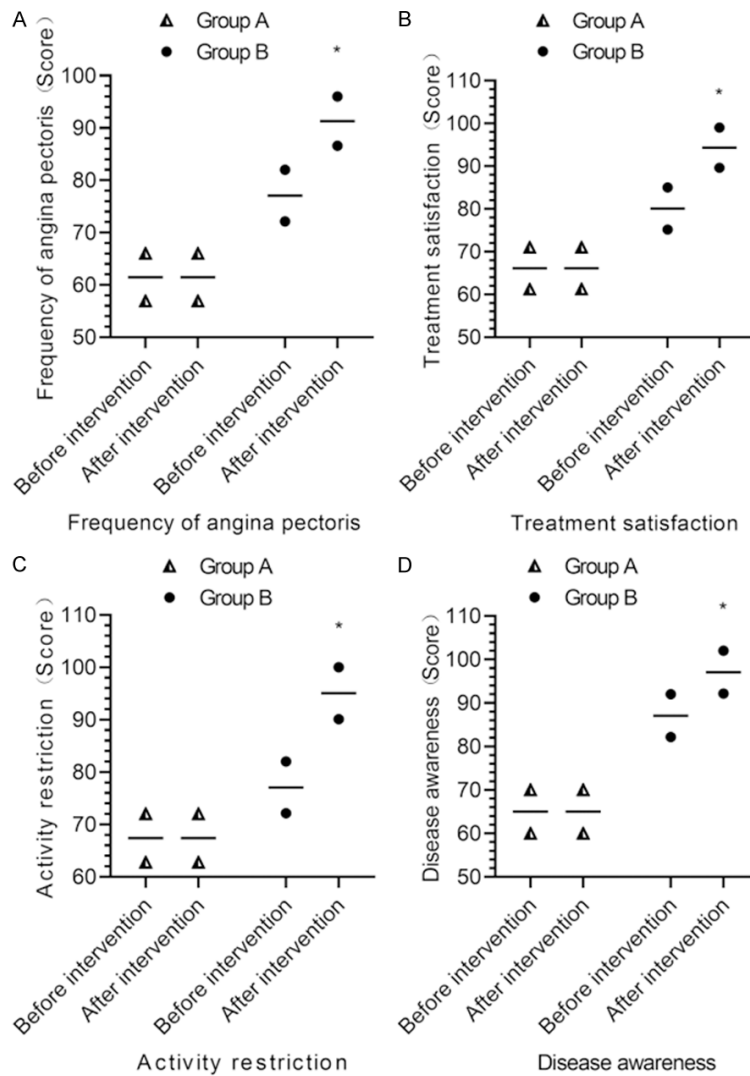 A
Group A
Group B
Frequency of angina pectoris (Score)
100
90
80
70
60
50
*
Before intervention
After intervention
Before intervention
After intervention
Frequency of angina pectoris
B
Group A
Group B
Treatment satisfaction (Score)
110
100
90
80
70
60
50
*
Before intervention
After intervention
Before intervention
After intervention
Treatment satisfaction
C
Group A
Group B
Activity restriction (Score)
110
100
90
80
70
60
*
Before intervention
After intervention
Before intervention
After intervention
Activity restriction
D
Group A
Group B
Disease awareness (Score)
110
100
90
80
70
60
50
*
Before intervention
After intervention
Before intervention
After intervention
Disease awareness